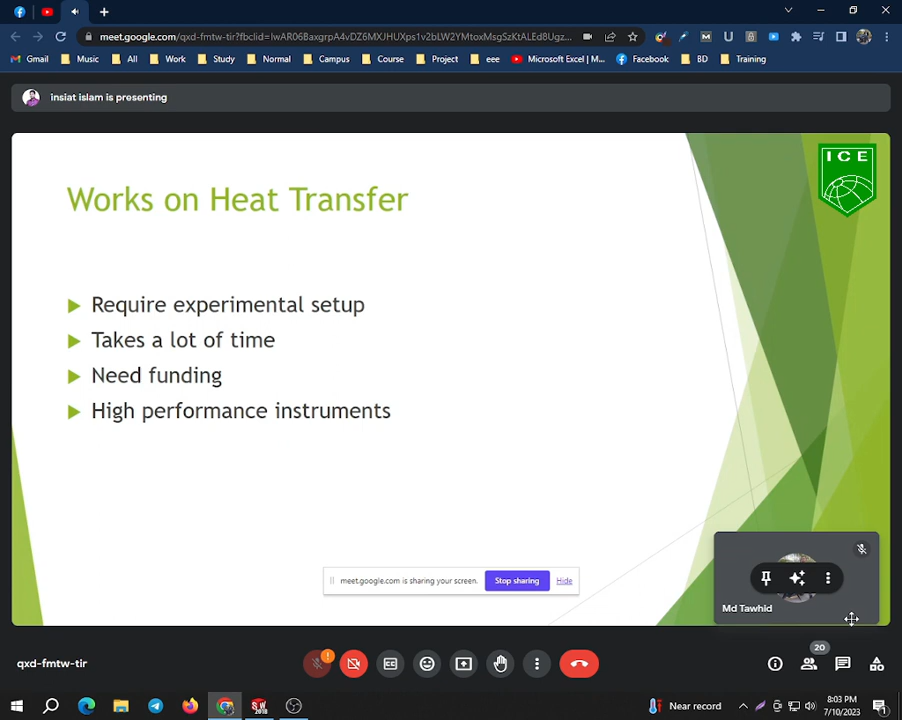 meet.google.com/qxd-fmtw-tir?fbclid=IwAR06BaxgrpA4vDZ6MXJHUXps1v2bLW2YMtoxMsgSzKtALEd8Ugz...
Gmail Music All Work Study Normal Campus Course Project eee Microsoft Excel | M... Facebook BD Training
insiat islam is presenting
ICE
Works on Heat Transfer
Require experimental setup
Takes a lot of time
Need funding
High performance instruments
meet.google.com is sharing your screen. Stop sharing Hide
Md Tawhid
20
qxd-fmtw-tir
Near record
8:03 PM
7/10/2023